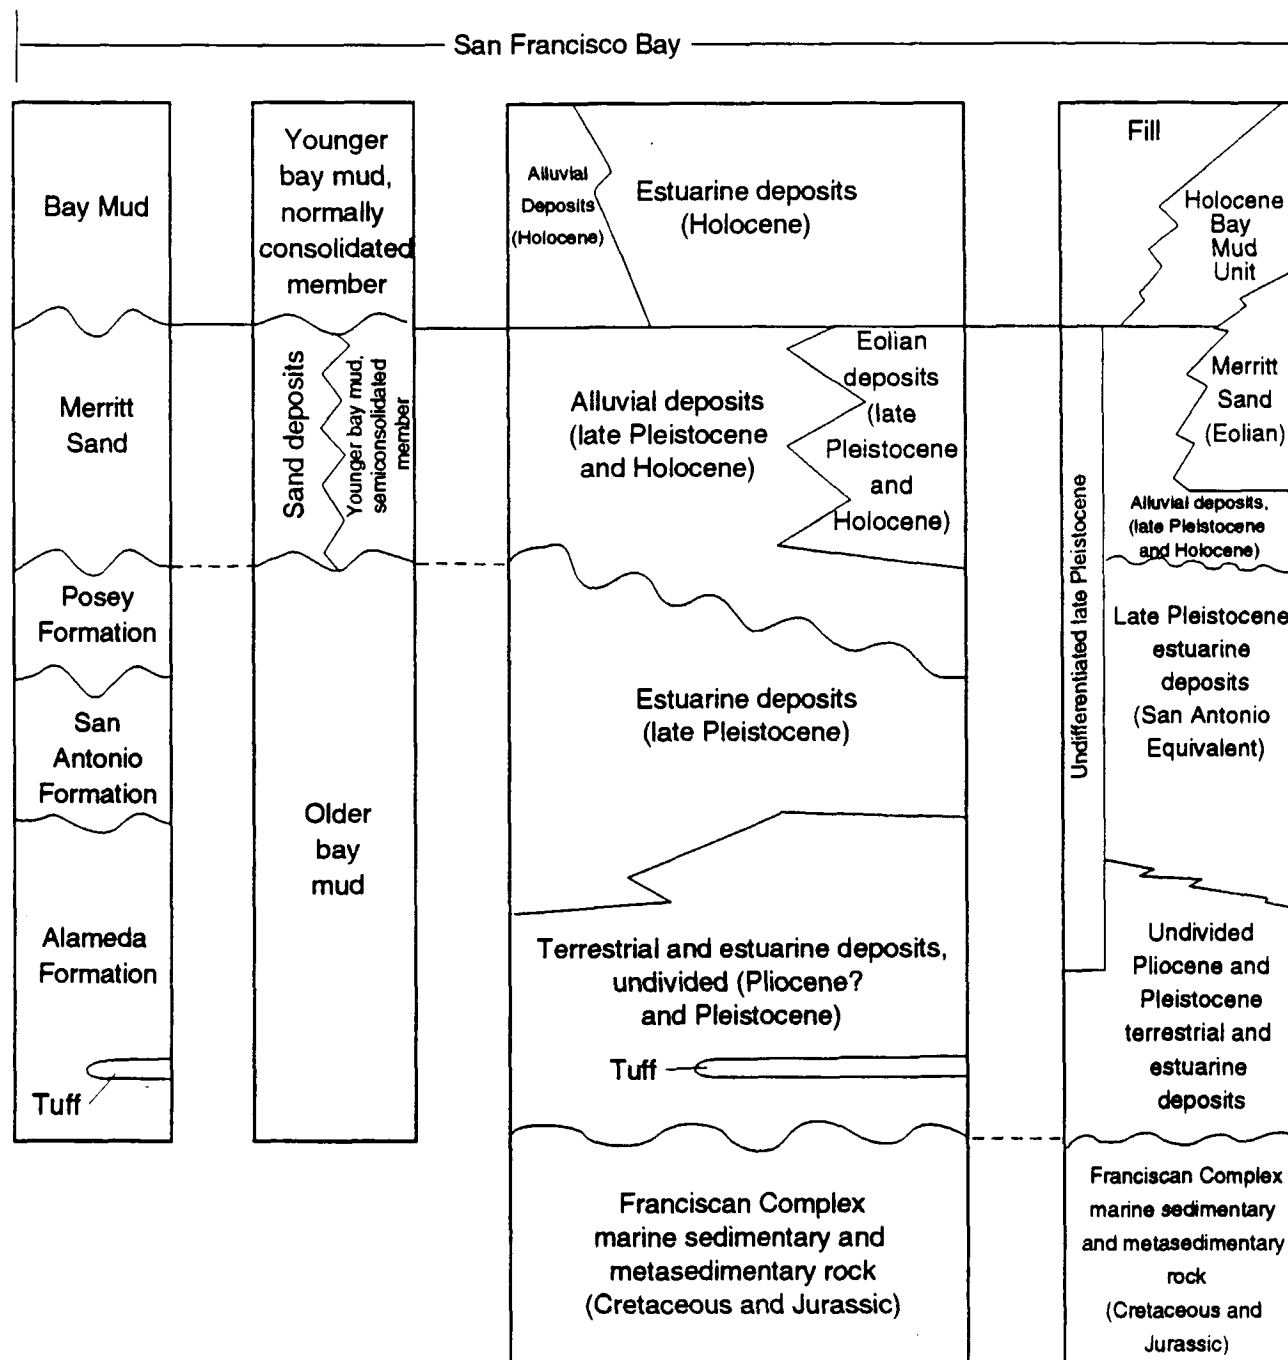 San Francisco Bay
Bay Mud
Merritt
Sand
Posey
Formation
San
Antonio
Formation
Alameda
Formation
Tuff
Younger
bay mud,
normally
consolidated
member
Sand deposits
Younger bay mud,
semiconsolidated
member
Older
bay
mud
Alluvial
Deposits
(Holocene)
Estuarine deposits
(Holocene)
Alluvial deposits
(late Pleistocene
and Holocene)
Eolian
deposits
(late
Pleistocene
and
Holocene)
Estuarine deposits
(late Pleistocene)
Terrestrial and estuarine deposits,
undivided (Pliocene?
and Pleistocene)
Tuff
Franciscan Complex
marine sedimentary and
metasedimentary rock
(Cretaceous and Jurassic)
Fill
Holocene
Bay
Mud
Unit
Undifferentiated late Pleistocene
Merritt
Sand
(Eolian)
Alluvial deposits,
(late Pleistocene
and Holocene)
Late Pleistocene
estuarine
deposits
(San Antonio
Equivalent)
Undivided
Pliocene and
Pleistocene
terrestrial and
estuarine
deposits
Franciscan Complex
marine sedimentary
and metasedimentary
rock
(Cretaceous and
Jurassic)